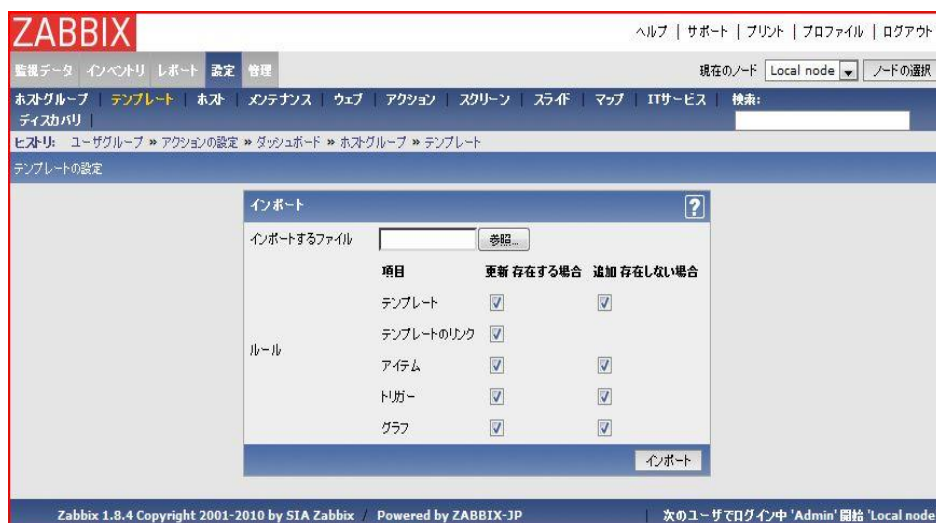 ZABBIX
ヘルプ | サポート | プリント | プロファイル | ログアウト
監視データ インベントリ レポート 設定 管理 現在のノード Local node ノードの選択
ホストグループ | テンプレート | ホスト | メンテナンス | ウェブ | アクション | スクリーン | スライド | マップ | ITサービス | 検索:
ディスカバリ |
ヒストリ: ユーザグループ » アクションの設定 » ダッシュボード » ホストグループ » テンプレート
テンプレートの設定
インポート ?
インポートするファイル 参照...
項目 更新 存在する場合 追加 存在しない場合
テンプレート
テンプレートのリンク
ルール
アイテム
トリガー
グラフ
インポート
Zabbix 1.8.4 Copyright 2001-2010 by SIA Zabbix / Powered by ZABBIX-JP | 次のユーザでログイン中 'Admin' 開始 'Local node